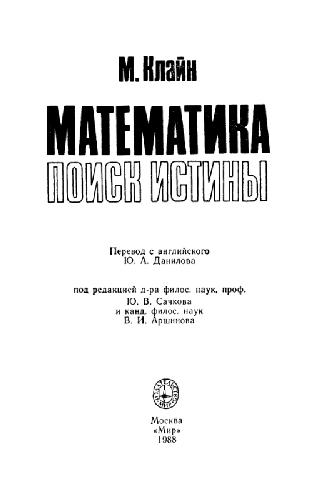 М. Клайн
МАТЕМАТИКА
ПОИСК ИСТИНЫ
Перевод с английского
Ю. А. Данилова
под редакцией д-ра филос. наук, проф.
Ю. В. Сачкова
и канд. филос. наук
В. И. Аршинова
Москва
«Мир»
1988